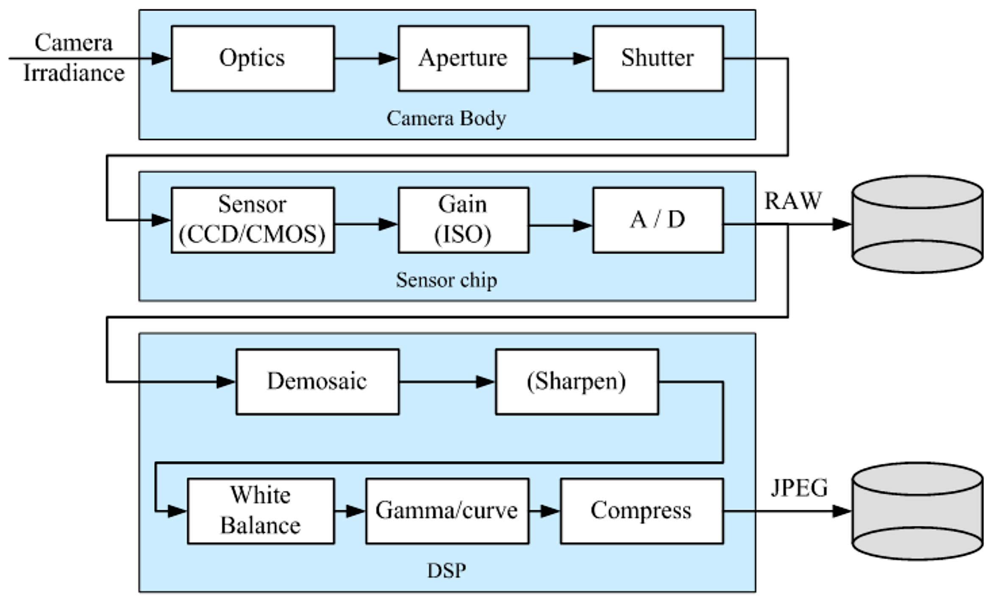 Camera
Irradiance
Optics
Aperture
Shutter
Camera Body
Sensor
(CCD/CMOS)
Gain
(ISO)
A / D
RAW
Sensor chip
Demosaic
(Sharpen)
White
Balance
Gamma/curve
Compress
JPEG
DSP